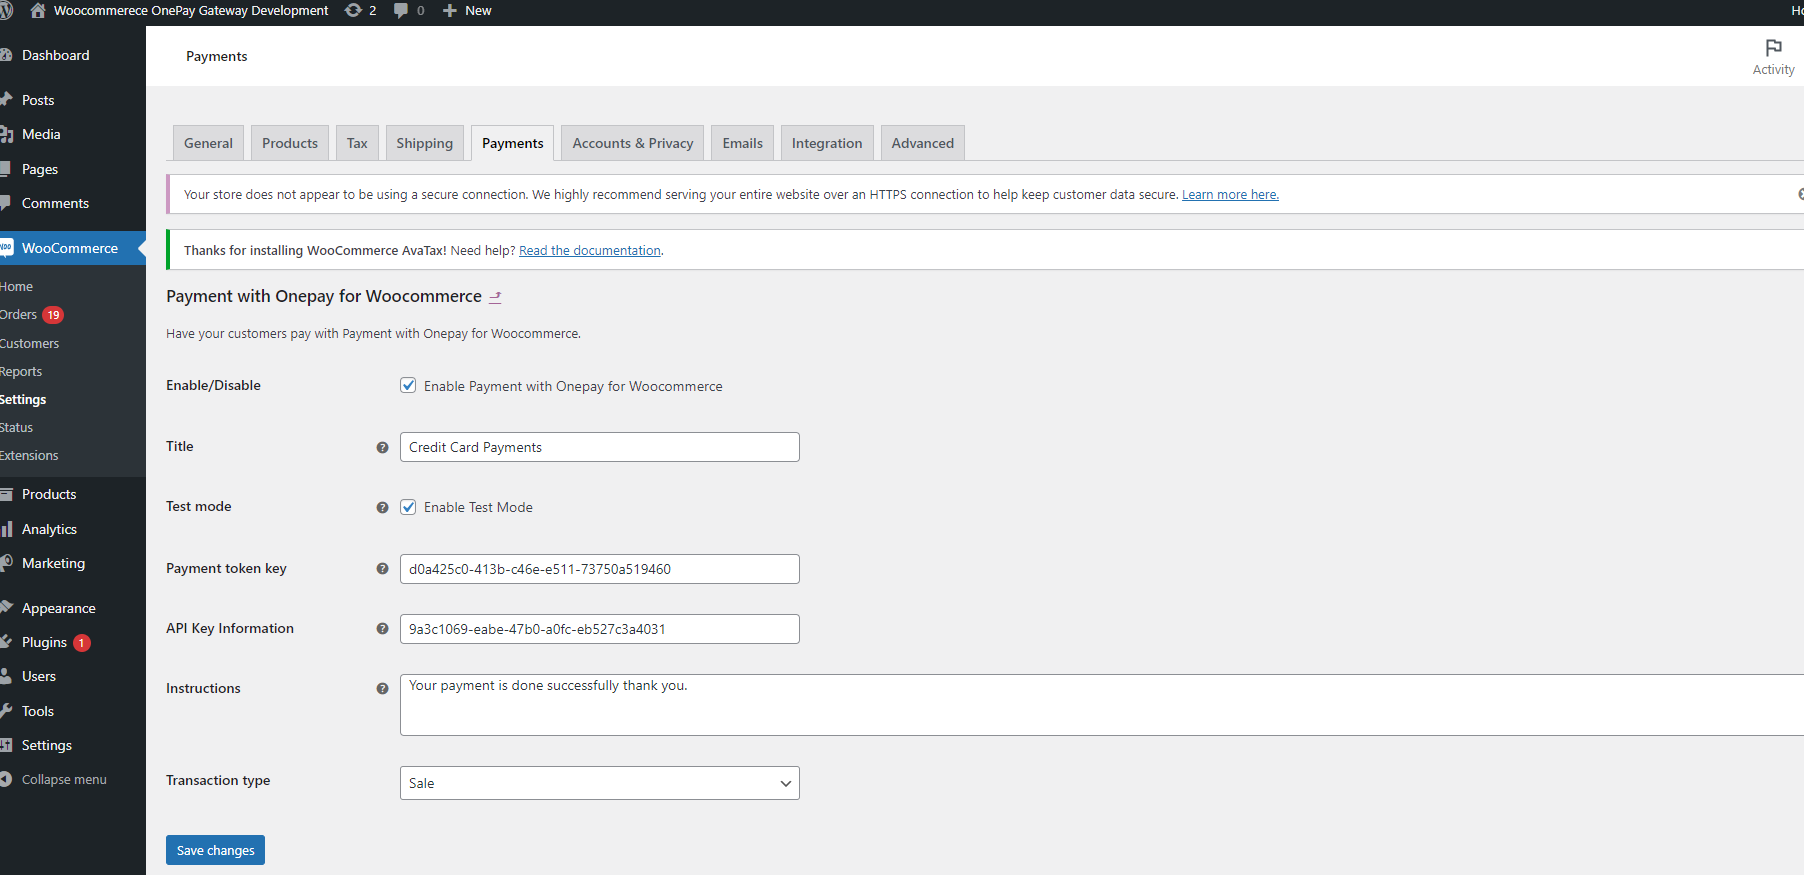 Woocommerece OnePay Gateway Development 2 0 New
Dashboard
Posts
Media
Pages
Comments
WooCommerce
Home
Orders 19
Customers
Reports
Settings
Status
Extensions
Products
Analytics
Marketing
Appearance
Plugins 1
Users
Tools
Settings
Collapse menu
Payments
Activity
General Products Tax Shipping Payments Accounts & Privacy Emails Integration Advanced
Your store does not appear to be using a secure connection. We highly recommend serving your entire website over an HTTPS connection to help keep customer data secure. Learn more here.
Thanks for installing WooCommerce AvaTax! Need help? Read the documentation.
Payment with Onepay for Woocommerce
Have your customers pay with Payment with Onepay for Woocommerce.
Enable/Disable Enable Payment with Onepay for Woocommerce
Title Credit Card Payments
Test mode Enable Test Mode
Payment token key d0a425c0-413b-c46e-e511-73750a519460
API Key Information 9a3c1069-eabe-47b0-a0fc-eb527c3a4031
Instructions Your payment is done successfully thank you.
Transaction type Sale
Save changes